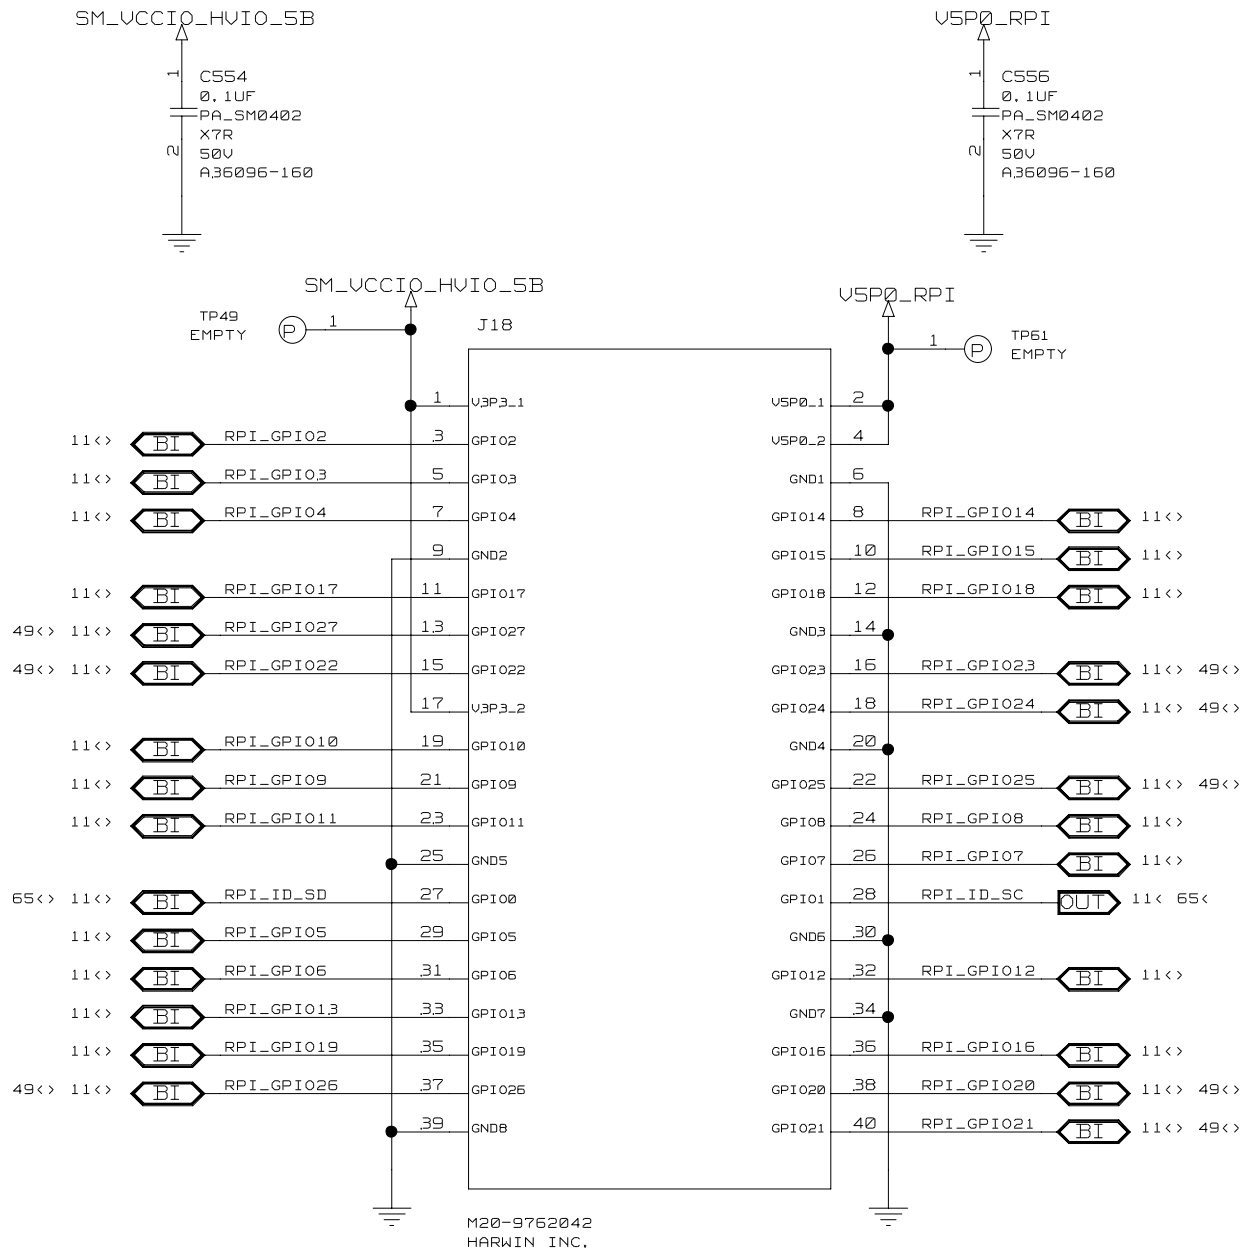 SM_VCCIO_HVIO_5B
V5P0_RPI
1
C554
0.1UF
PA_SM0402
X7R
2
50V
A36096-160
1
C556
0.1UF
PA_SM0402
X7R
2
50V
A36096-160
SM_VCCIO_HVIO_5B
V5P0_RPI
TP49
EMPTY
P
1
J18
1
P
TP61
EMPTY
1 V3P3_1
V5P0_1 2
11<> BI RPI_GPIO2 3 GPIO2
V5P0_2 4
11<> BI RPI_GPIO3 5 GPIO3
GND1 6
11<> BI RPI_GPIO4 7 GPIO4
GPIO14 8 RPI_GPIO14 BI 11<>
9 GND2
GPIO15 10 RPI_GPIO15 BI 11<>
11<> BI RPI_GPIO17 11 GPIO17
GPIO18 12 RPI_GPIO18 BI 11<>
49<> 11<> BI RPI_GPIO27 13 GPIO27
GND3 14
49<> 11<> BI RPI_GPIO22 15 GPIO22
GPIO23 16 RPI_GPIO23 BI 11<> 49<>
17 V3P3_2
GPIO24 18 RPI_GPIO24 BI 11<> 49<>
11<> BI RPI_GPIO10 19 GPIO10
GND4 20
11<> BI RPI_GPIO9 21 GPIO9
GPIO25 22 RPI_GPIO25 BI 11<> 49<>
11<> BI RPI_GPIO11 23 GPIO11
GPIO8 24 RPI_GPIO8 BI 11<>
25 GND5
GPIO7 26 RPI_GPIO7 BI 11<>
65<> 11<> BI RPI_ID_SD 27 GPIO0
GPIO1 28 RPI_ID_SC OUT 11< 65<
11<> BI RPI_GPIO5 29 GPIO5
GND6 30
11<> BI RPI_GPIO6 31 GPIO6
GPIO12 32 RPI_GPIO12 BI 11<>
11<> BI RPI_GPIO13 33 GPIO13
GND7 34
11<> BI RPI_GPIO19 35 GPIO19
GPIO16 36 RPI_GPIO16 BI 11<>
49<> 11<> BI RPI_GPIO26 37 GPIO26
GPIO20 38 RPI_GPIO20 BI 11<> 49<>
39 GND8
GPIO21 40 RPI_GPIO21 BI 11<> 49<>
M20-9762042
HARWIN INC.